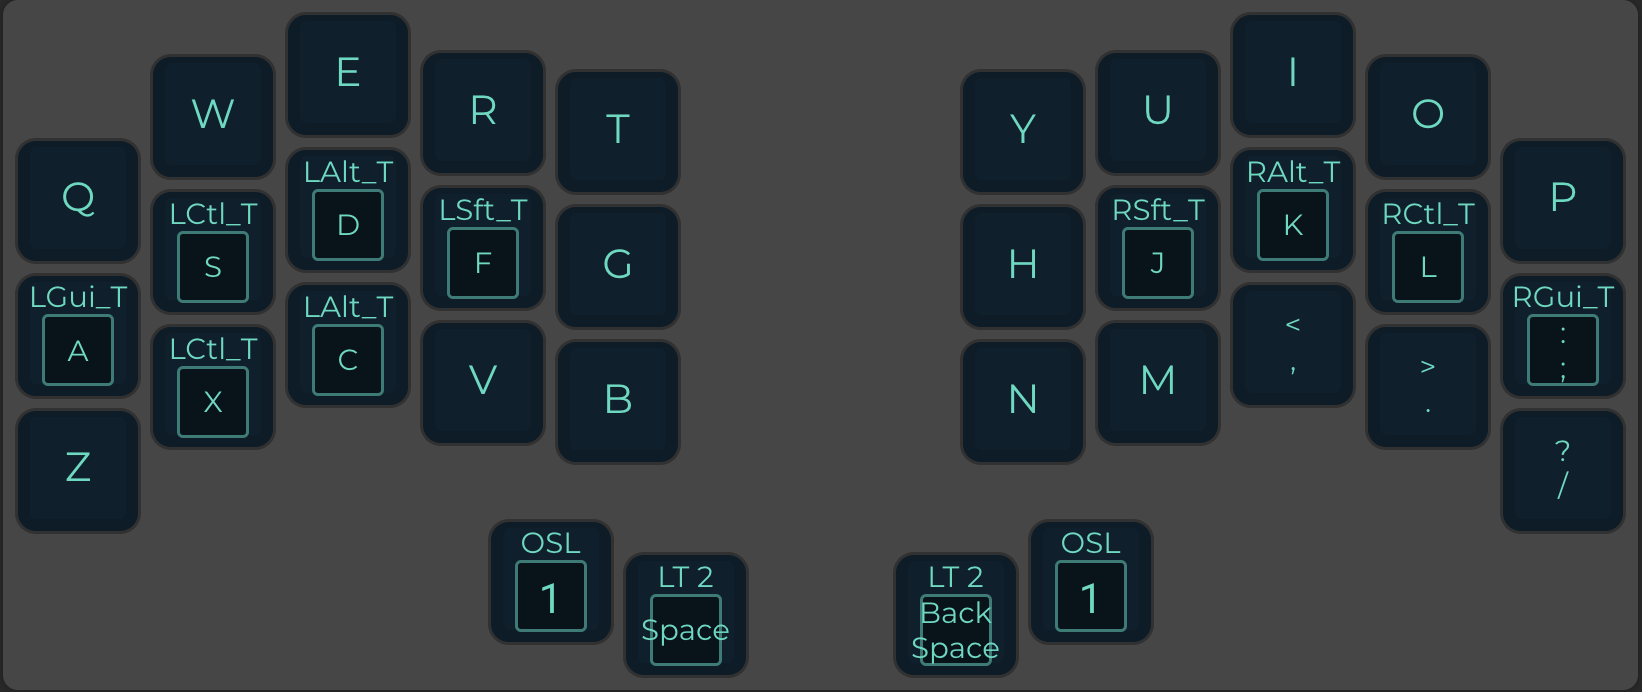 Q
W
E
R
T
Y
U
I
O
P
LGui_T
A
LCtl_T
S
LAlt_T
D
LSft_T
F
G
H
RSft_T
J
RAlt_T
K
RCtl_T
L
RGui_T
:
;
Z
LCtl_T
X
LAlt_T
C
V
B
N
M
<
,
>
.
?
/
OSL
1
LT 2
Space
LT 2
Back
Space
OSL
1